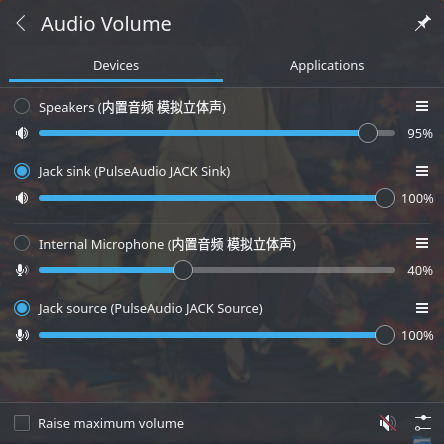 Audio Volume
Devices
Applications
Speakers (内置音频 模拟立体声)
95%
Jack sink (PulseAudio JACK Sink)
100%
Internal Microphone (内置音频 模拟立体声)
40%
Jack source (PulseAudio JACK Source)
100%
Raise maximum volume